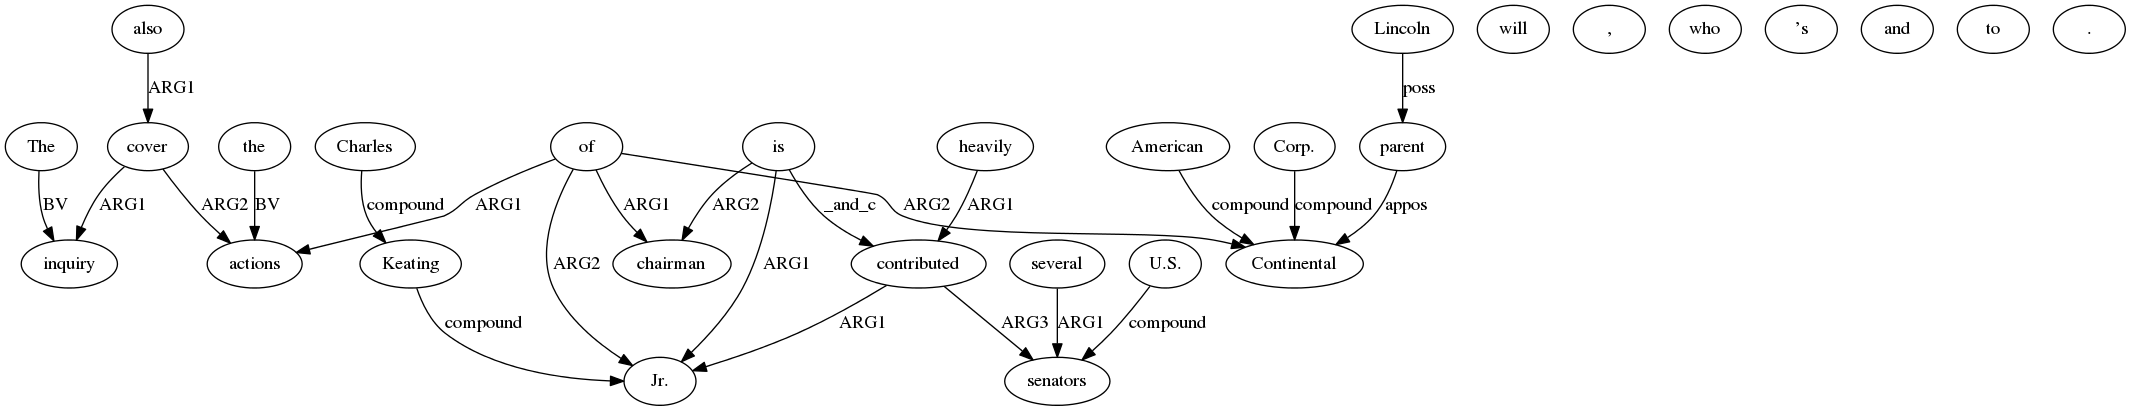 also Lincoln will , who ’s and to .
ARG1 poss
The cover the Charles of is heavily American Corp. parent
BV ARG1 ARG2 BV compound ARG1 ARG1 ARG2 _and_c ARG1 ARG2 compound compound appos
inquiry actions Keating chairman contributed several U.S. Continental
ARG2 ARG1
compound ARG1 ARG3 ARG1 compound
Jr. senators